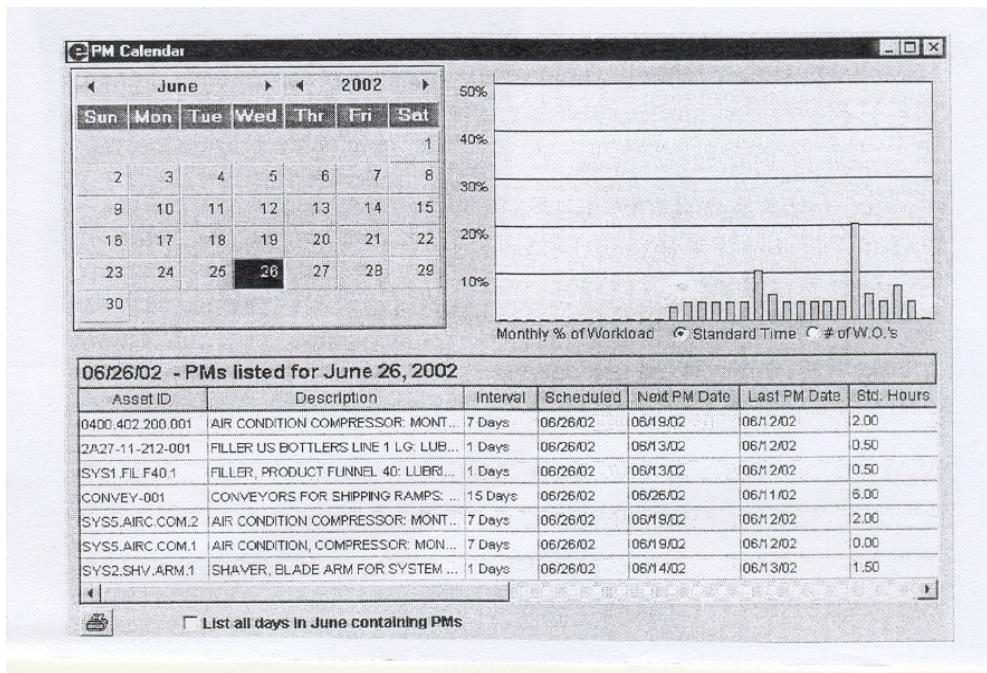 PM Calendar
June 2002
Sun Mon Tue Wed Thr Fri Sat
1
2 3 4 5 6 7 8
9 10 11 12 13 14 15
16 17 18 19 20 21 22
23 24 25 26 27 28 29
30
50%
40%
30%
20%
10%
Monthly % of Workload Standard Time # of W.O.'s
06/26/02 - PMs listed for June 26, 2002
Asset ID Description Interval Scheduled Next PM Date Last PM Date Std. Hours
0400.402.200.001 AIR CONDITION COMPRESSOR: MONT... 7 Days 06/26/02 06/19/02 06/12/02 2.00
2A27-11-212-001 FILLER US BOTTLERS LINE 1 LG: LUB... 1 Days 06/26/02 06/13/02 06/12/02 0.50
SYS1.FIL.F40.1 FILLER, PRODUCT FUNNEL 40: LUBRI... 1 Days 06/26/02 06/13/02 06/12/02 0.50
CONVEY-001 CONVEYORS FOR SHIPPING RAMPS: ... 15 Days 06/26/02 06/26/02 06/11/02 6.00
SYS5.AIRC.COM.2 AIR CONDITION COMPRESSOR: MONT... 7 Days 06/26/02 06/19/02 06/12/02 2.00
SYS5.AIRC.COM.1 AIR CONDITION, COMPRESSOR: MON... 7 Days 06/26/02 06/19/02 06/12/02 0.00
SYS2.SHV.ARM.1 SHAVER, BLADE ARM FOR SYSTEM ... 1 Days 06/26/02 06/14/02 06/13/02 1.50
List all days in June containing PMs